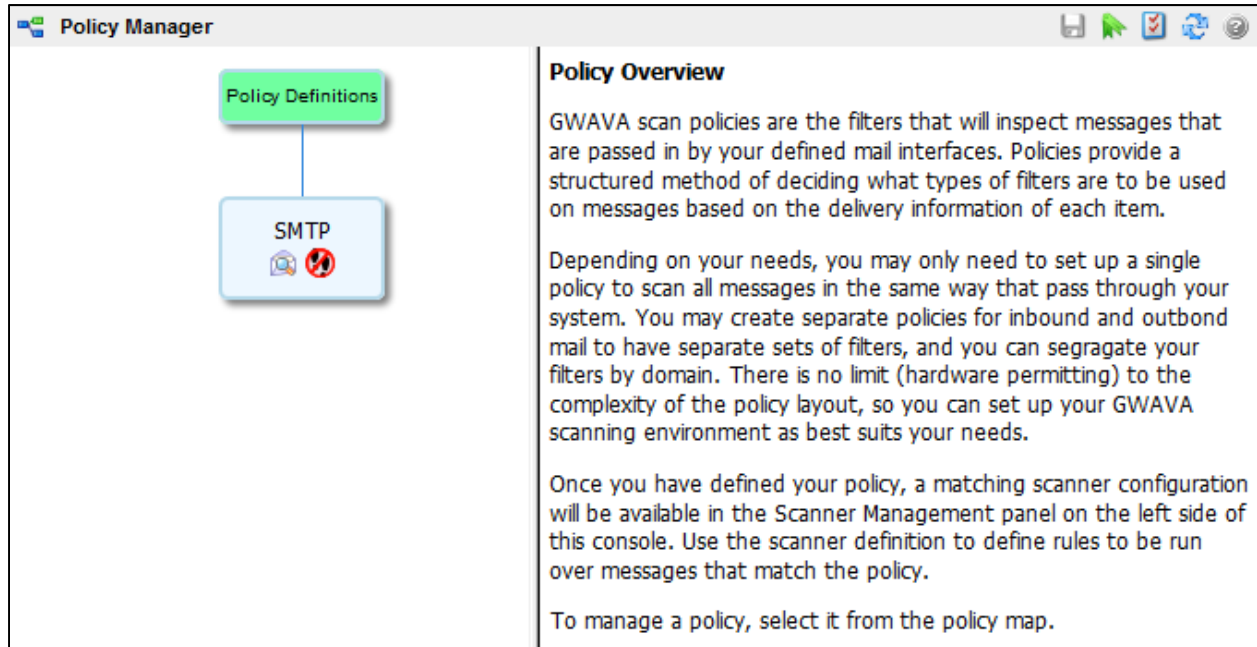 Policy Manager
Policy Definitions
SMTP
Policy Overview
GWAVA scan policies are the filters that will inspect messages that
are passed in by your defined mail interfaces. Policies provide a
structured method of deciding what types of filters are to be used
on messages based on the delivery information of each item.
Depending on your needs, you may only need to set up a single
policy to scan all messages in the same way that pass through your
system. You may create separate policies for inbound and outbond
mail to have separate sets of filters, and you can segragate your
filters by domain. There is no limit (hardware permitting) to the
complexity of the policy layout, so you can set up your GWAVA
scanning environment as best suits your needs.
Once you have defined your policy, a matching scanner configuration
will be available in the Scanner Management panel on the left side of
this console. Use the scanner definition to define rules to be run
over messages that match the policy.
To manage a policy, select it from the policy map.